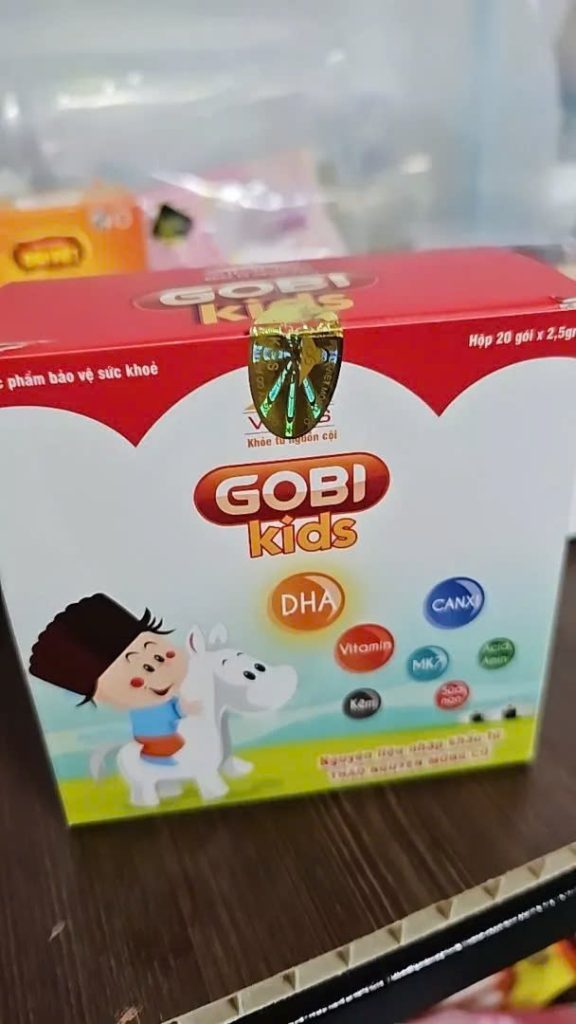 GOBI
kids
Hộp 20 gói x 2,5gr
phẩm bảo vệ sức khoẻ
Khỏe từ nguồn cội
GOBI
kids
DHA
CANXI
Vitamin
MK7
Acid
Amin
Kẽm
Sữa
non
Nguyên liệu nhập khẩu từ
THẢO NGUYÊN MÔNG CỔ